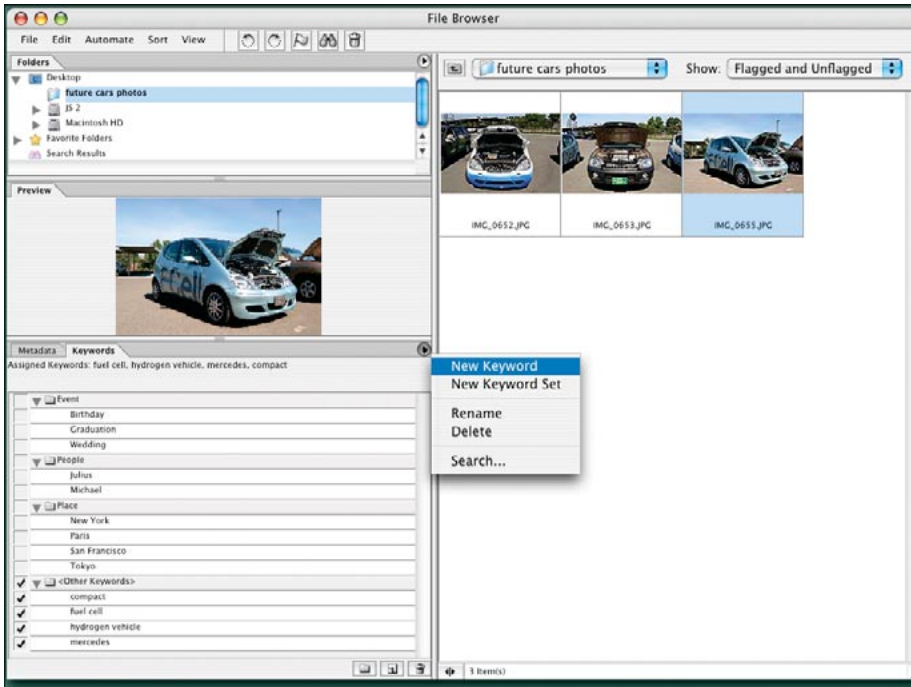 File Browser
File Edit Automate Sort View
Folders
Desktop
future cars photos
JS 2
Macintosh HD
Favorite Folders
Search Results
future cars photos
Show: Flagged and Unflagged
Preview
FCell
IMG_0652.JPG
IMG_0653.JPG
IMG_0655.JPG
Metadata Keywords
Assigned Keywords: fuel cell, hydrogen vehicle, mercedes, compact
New Keyword
New Keyword Set
Rename
Delete
Search...
Event
Birthday
Graduation
Wedding
People
Julius
Michael
Place
New York
Paris
San Francisco
Tokyo
<Other Keywords>
compact
fuel cell
hydrogen vehicle
mercedes
3 Item(s)